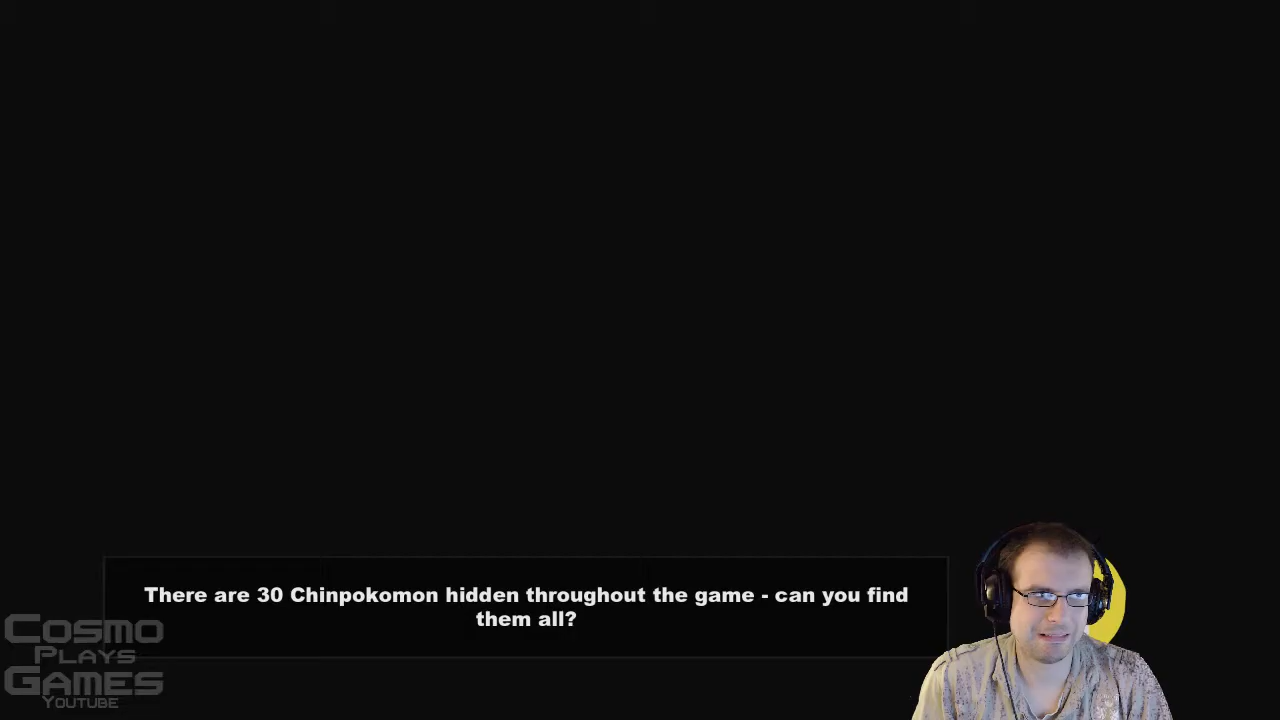 There are 30 Chinpokomon hidden throughout the game - can you find
them all?
Cosmo
Plays
Games
Youtube